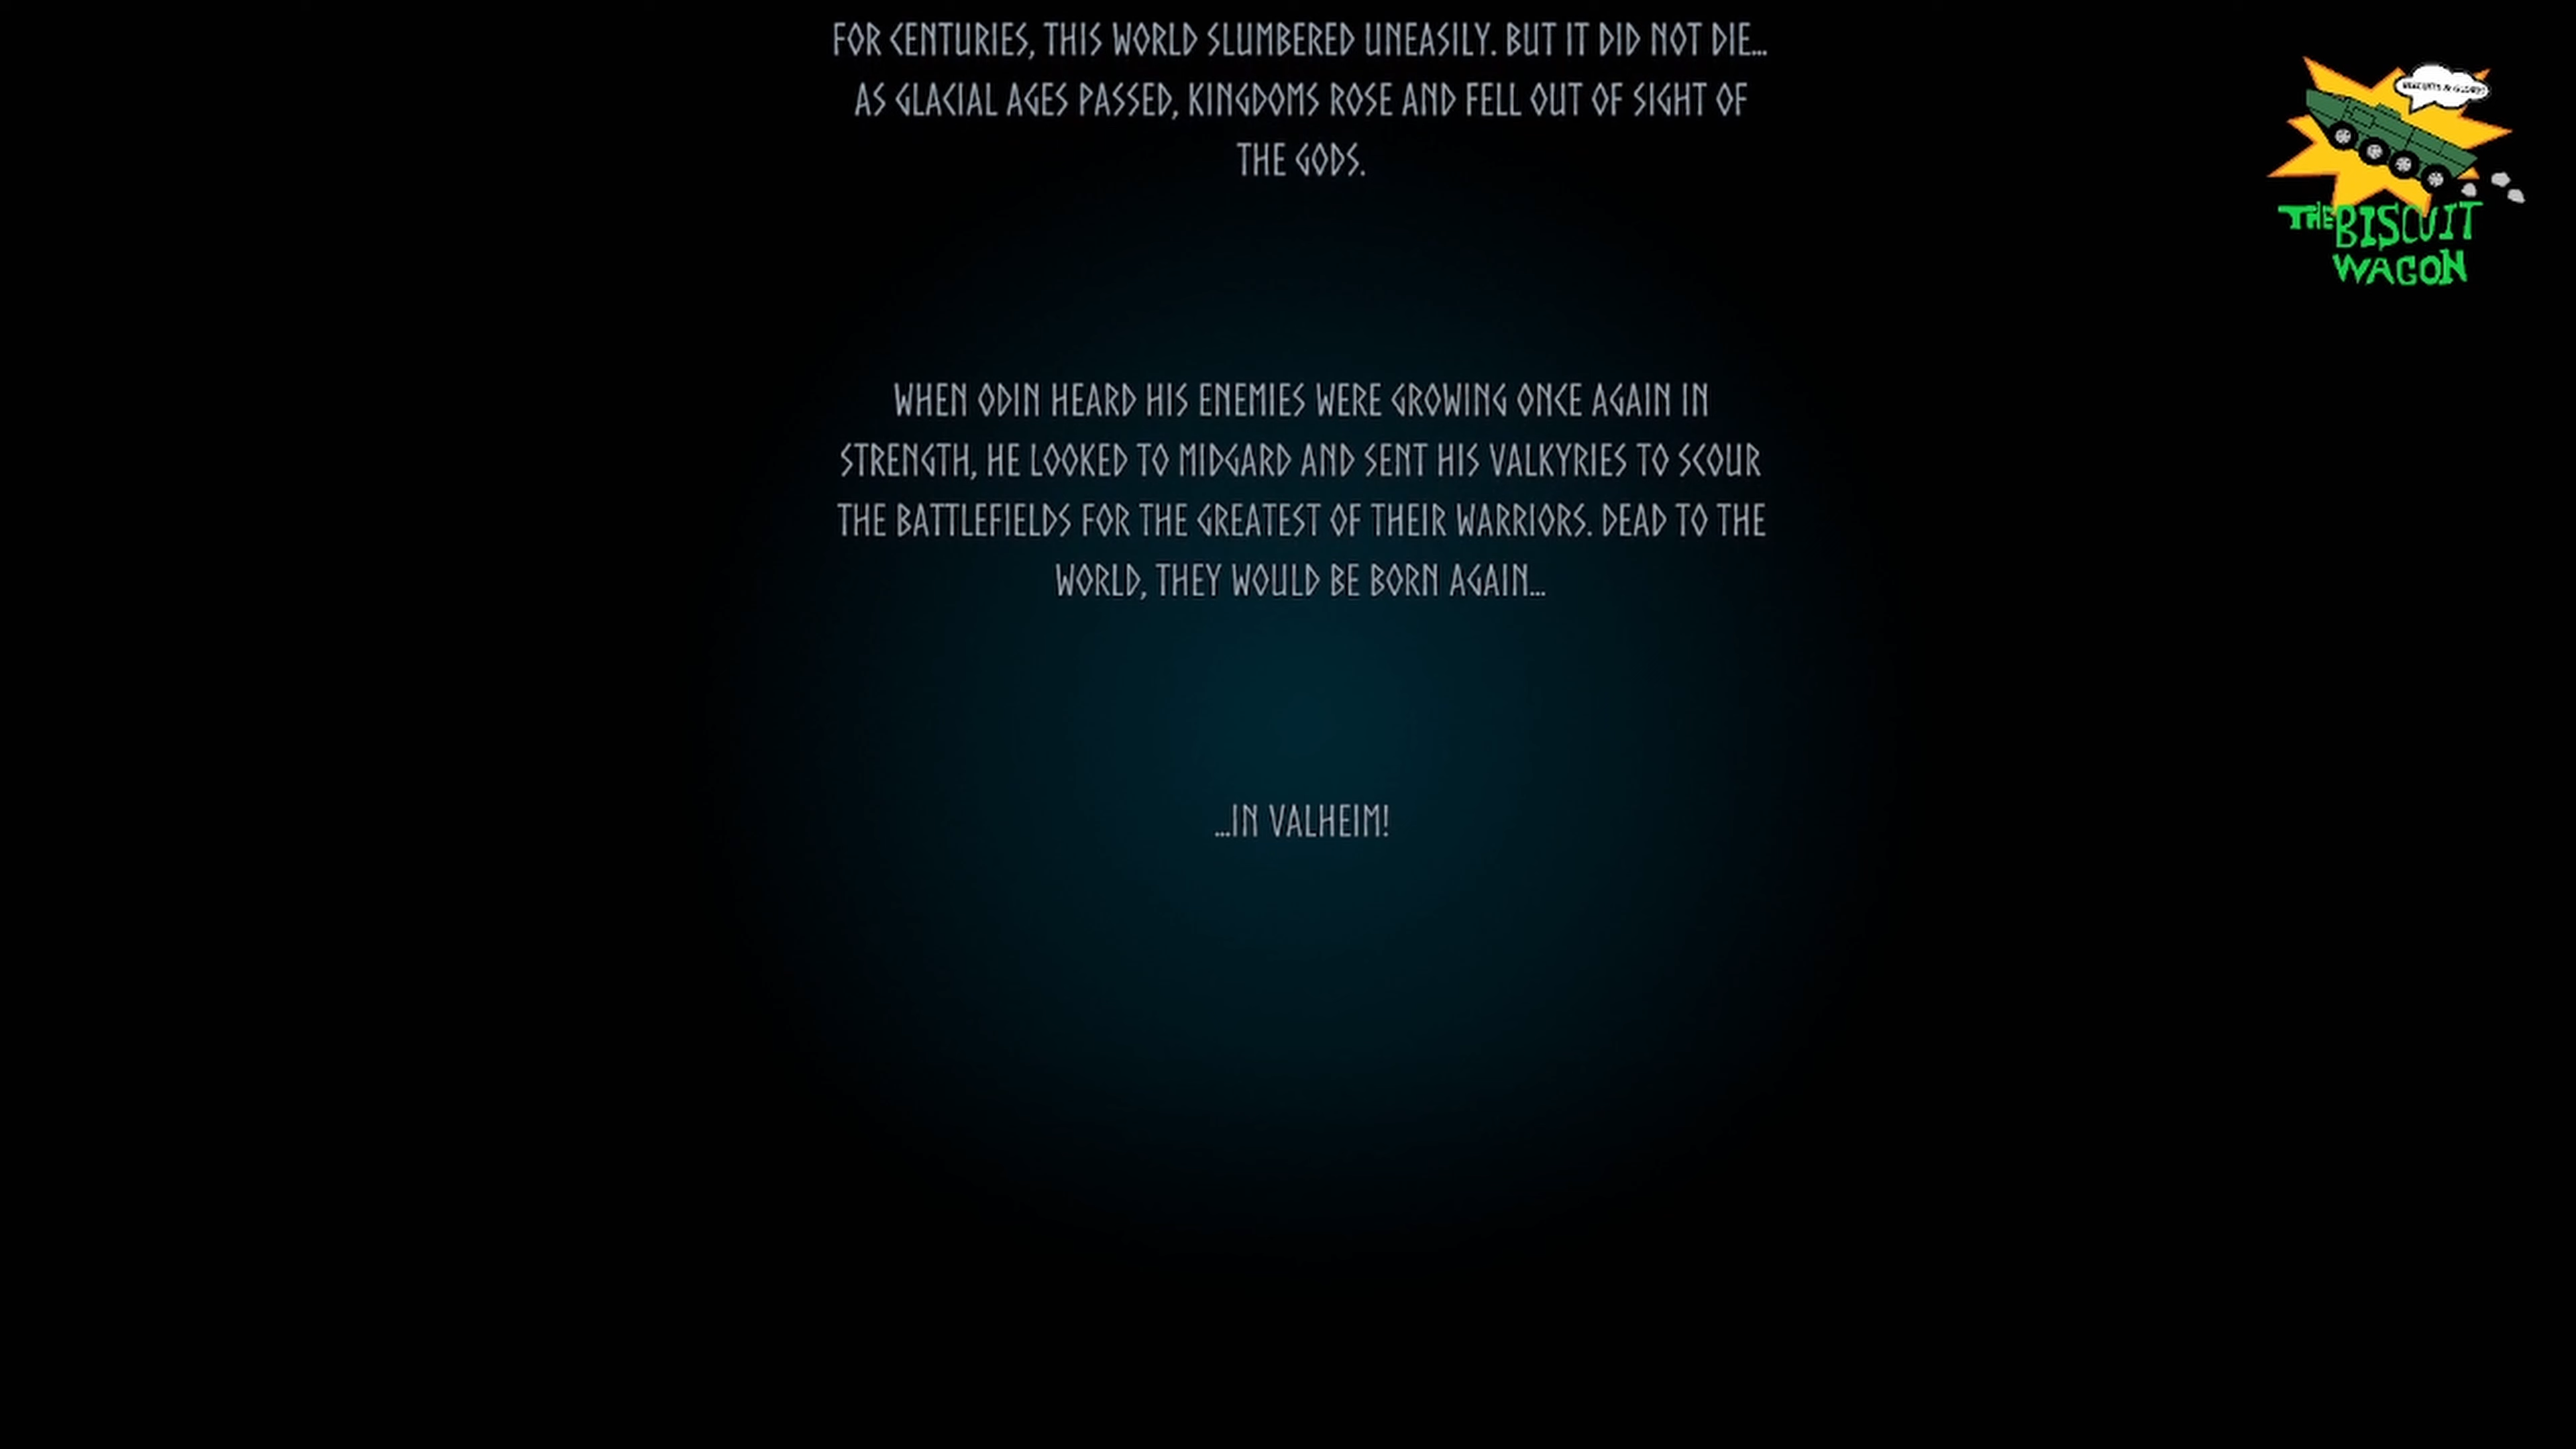 FOR CENTURIES, THIS WORLD SLUMBERED UNEASILY. BUT IT DID NOT DIE...
AS GLACIAL AGES PASSED, KINGDOMS ROSE AND FELL OUT OF SIGHT OF
THE GODS.
WHEN ODIN HEARD HIS ENEMIES WERE GROWING ONCE AGAIN IN
STRENGTH, HE LOOKED TO MIDGARD AND SENT HIS VALKYRIES TO SCOUR
THE BATTLEFIELDS FOR THE GREATEST OF THEIR WARRIORS. DEAD TO THE
WORLD, THEY WOULD BE BORN AGAIN...
...IN VALHEIM!
THE BISCUIT
WAGON